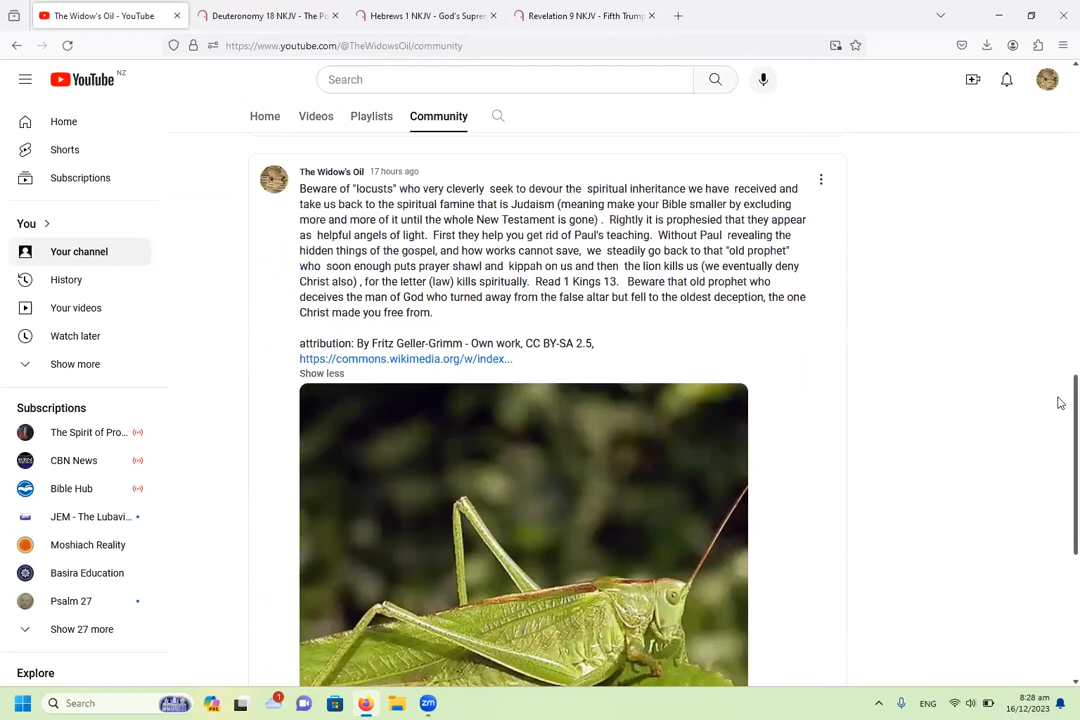 The Widow's Oil - YouTube
Deuteronomy 18 NKJV - The Po
Hebrews 1 NKJV - God's Suprem
Revelation 9 NKJV - Fifth Trump
https://www.youtube.com/@TheWidowsOil/community
YouTube NZ
Search
Home
Videos
Playlists
Community
Home
Shorts
Subscriptions
You
Your channel
History
Your videos
Watch later
Show more
Subscriptions
The Spirit of Pro...
CBN News
Bible Hub
JEM - The Lubavi...
Moshiach Reality
Basira Education
Psalm 27
Show 27 more
Explore
The Widow's Oil 17 hours ago
Beware of "locusts" who very cleverly seek to devour the spiritual inheritance we have received and
take us back to the spiritual famine that is Judaism (meaning make your Bible smaller by excluding
more and more of it until the whole New Testament is gone) . Rightly it is prophesied that they appear
as helpful angels of light. First they help you get rid of Paul's teaching. Without Paul revealing the
hidden things of the gospel, and how works cannot save, we steadily go back to that "old prophet"
who soon enough puts prayer shawl and kippah on us and then the lion kills us (we eventually deny
Christ also) , for the letter (law) kills spiritually. Read 1 Kings 13. Beware that old prophet who
deceives the man of God who turned away from the false altar but fell to the oldest deception, the one
Christ made you free from.
attribution: By Fritz Geller-Grimm - Own work, CC BY-SA 2.5,
https://commons.wikimedia.org/w/index...
Show less
Search
PRE
1
zm
ENG
8:28 am
16/12/2023